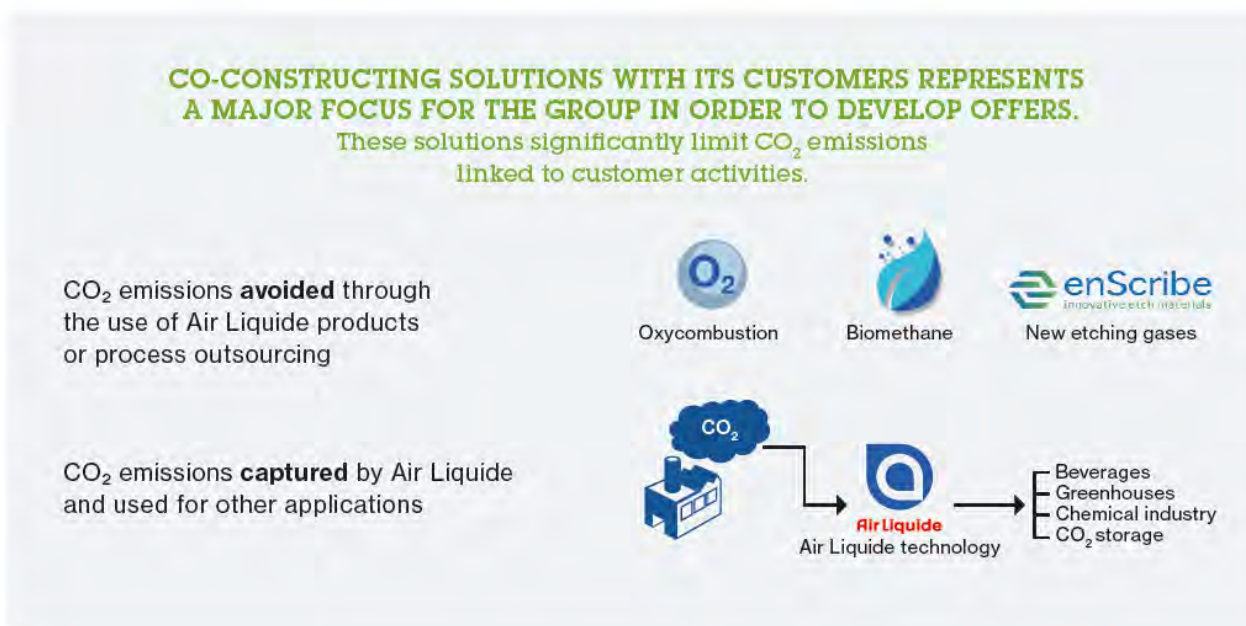 CO-CONSTRUCTING SOLUTIONS WITH ITS CUSTOMERS REPRESENTS
A MAJOR FOCUS FOR THE GROUP IN ORDER TO DEVELOP OFFERS.
These solutions significantly limit CO₂ emissions
linked to customer activities.
CO₂ emissions avoided through
the use of Air Liquide products
or process outsourcing
O₂
Oxycombustion
Biomethane
enScribe
innovative etch materials
New etching gases
CO₂ emissions captured by Air Liquide
and used for other applications
CO₂
Air Liquide
Air Liquide technology
Beverages
Greenhouses
Chemical industry
CO₂ storage